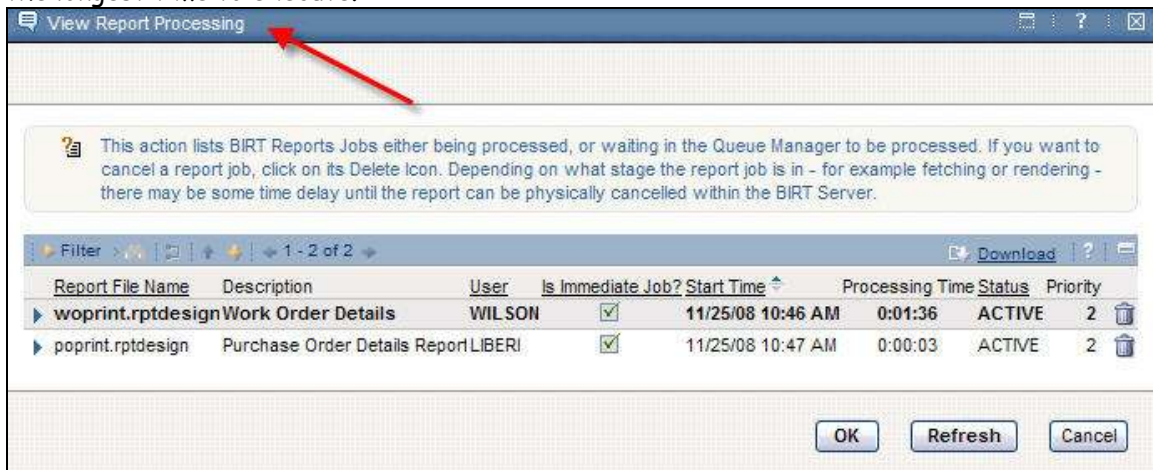 View Report Processing ?
This action lists BIRT Reports Jobs either being processed, or waiting in the Queue Manager to be processed. If you want to
cancel a report job, click on its Delete Icon. Depending on what stage the report job is in - for example fetching or rendering -
there may be some time delay until the report can be physically cancelled within the BIRT Server.
Filter 1 - 2 of 2 Download ?
Report File Name Description User Is Immediate Job? Start Time Processing Time Status Priority
woprint.rptdesign Work Order Details WILSON 11/25/08 10:46 AM 0:01:36 ACTIVE 2
poprint.rptdesign Purchase Order Details Report LIBERI 11/25/08 10:47 AM 0:00:03 ACTIVE 2
OK Refresh Cancel